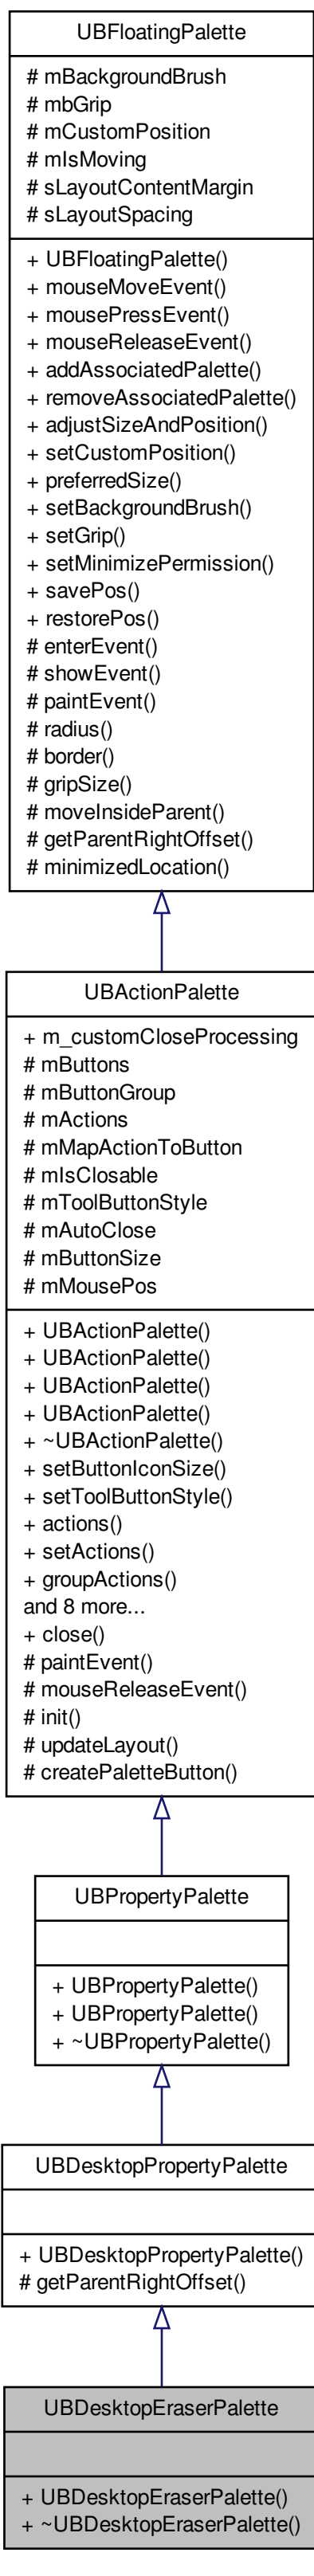 UBFloatingPalette
# mBackgroundBrush
# mbGrip
# mCustomPosition
# mIsMoving
# sLayoutContentMargin
# sLayoutSpacing
+ UBFloatingPalette()
+ mouseMoveEvent()
+ mousePressEvent()
+ mouseReleaseEvent()
+ addAssociatedPalette()
+ removeAssociatedPalette()
+ adjustSizeAndPosition()
+ setCustomPosition()
+ preferredSize()
+ setBackgroundBrush()
+ setGrip()
+ setMinimizePermission()
+ savePos()
+ restorePos()
# enterEvent()
# showEvent()
# paintEvent()
# radius()
# border()
# gripSize()
# moveInsideParent()
# getParentRightOffset()
# minimizedLocation()
UBActionPalette
+ m_customCloseProcessing
# mButtons
# mButtonGroup
# mActions
# mMapActionToButton
# mIsClosable
# mToolButtonStyle
# mAutoClose
# mButtonSize
# mMousePos
+ UBActionPalette()
+ UBActionPalette()
+ UBActionPalette()
+ UBActionPalette()
+ ~UBActionPalette()
+ setButtonIconSize()
+ setToolButtonStyle()
+ actions()
+ setActions()
+ groupActions()
and 8 more...
+ close()
# paintEvent()
# mouseReleaseEvent()
# init()
# updateLayout()
# createPaletteButton()
UBPropertyPalette
+ UBPropertyPalette()
+ UBPropertyPalette()
+ ~UBPropertyPalette()
UBDesktopPropertyPalette
+ UBDesktopPropertyPalette()
# getParentRightOffset()
UBDesktopEraserPalette
+ UBDesktopEraserPalette()
+ ~UBDesktopEraserPalette()